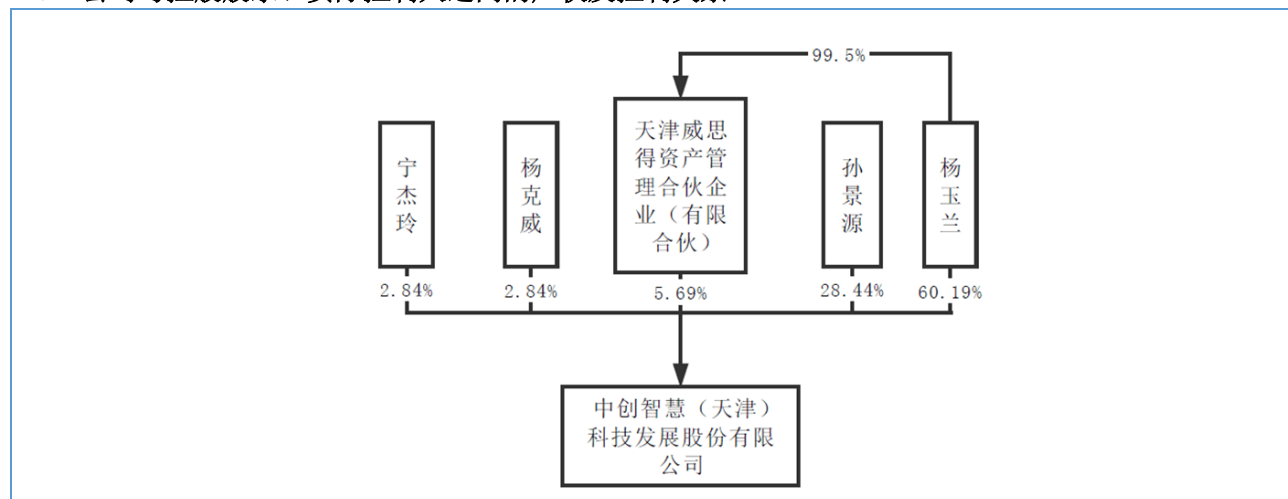 99.5%
宁
杰
玲
杨
克
威
天津威思
得资产管
理合伙企
业（有限
合伙）
孙
景
源
杨
玉
兰
2.84%
2.84%
5.69%
28.44%
60.19%
中创智慧（天津）
科技发展股份有限
公司